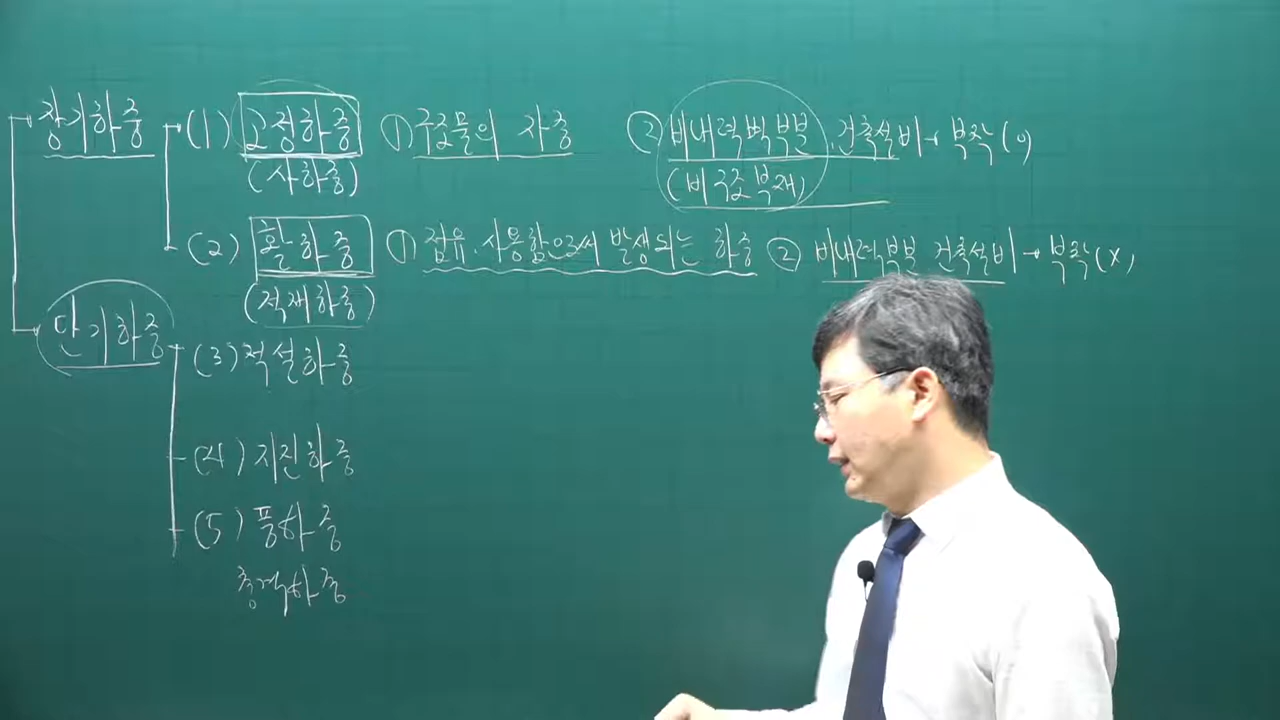 장기하중 (1) 고정하중 ① 구조물의 자중 ② 비내력벽부분, 건축설비 → 부착(O)
(사하중) (비구조부재)
(2) 활하중 ① 점유·사용함으로써 발생되는 하중 ② 비내력부분 건축설비 → 부착(X)
(적재하중)
단기하중
(3) 적설하중
(4) 지진하중
(5) 풍하중
충격하중